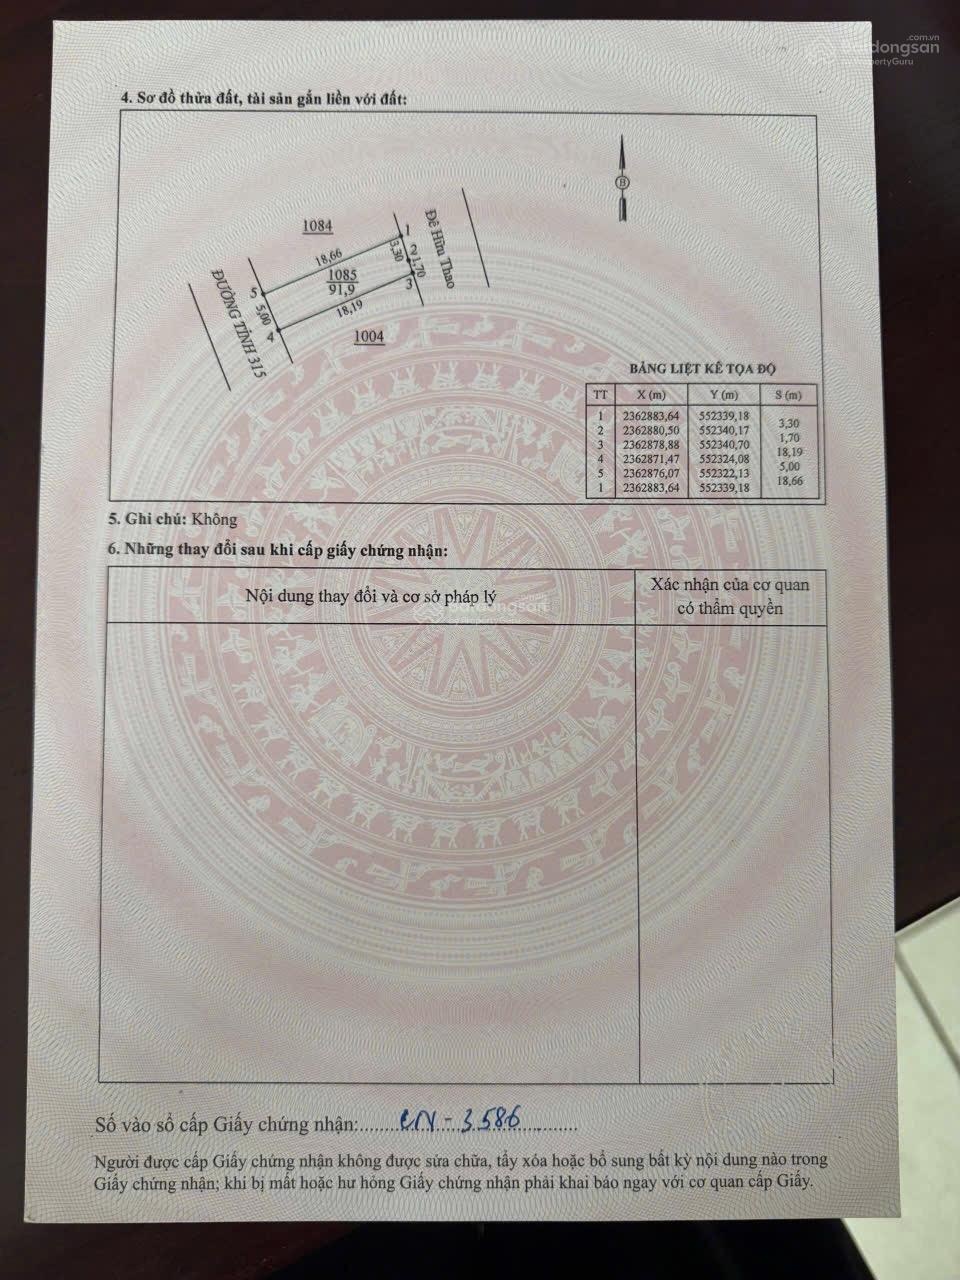 .com.vn
Batdongsan
by PropertyGuru
4. Sơ đồ thửa đất, tài sản gắn liền với đất:
B
1084
1
18,66
3,30
2
1,70
Đê Hữu Thao
1085
91,9
3
5
5,00
18,19
4
ĐƯỜNG TỈNH 315
1004
BẢNG LIỆT KÊ TỌA ĐỘ
TT X (m) Y (m) S (m)
1 2362883,64 552339,18
3,30
2 2362880,50 552340,17
1,70
3 2362878,88 552340,70
18,19
4 2362871,47 552324,08
5,00
5 2362876,07 552322,13
18,66
1 2362883,64 552339,18
5. Ghi chú: Không
6. Những thay đổi sau khi cấp giấy chứng nhận:
Nội dung thay đổi và cơ sở pháp lý
Xác nhận của cơ quan
có thẩm quyền
Batdongsan
Số vào sổ cấp Giấy chứng nhận:.......CN - 3586.........
Người được cấp Giấy chứng nhận không được sửa chữa, tẩy xóa hoặc bổ sung bất kỳ nội dung nào trong
Giấy chứng nhận; khi bị mất hoặc hư hỏng Giấy chứng nhận phải khai báo ngay với cơ quan cấp Giấy.